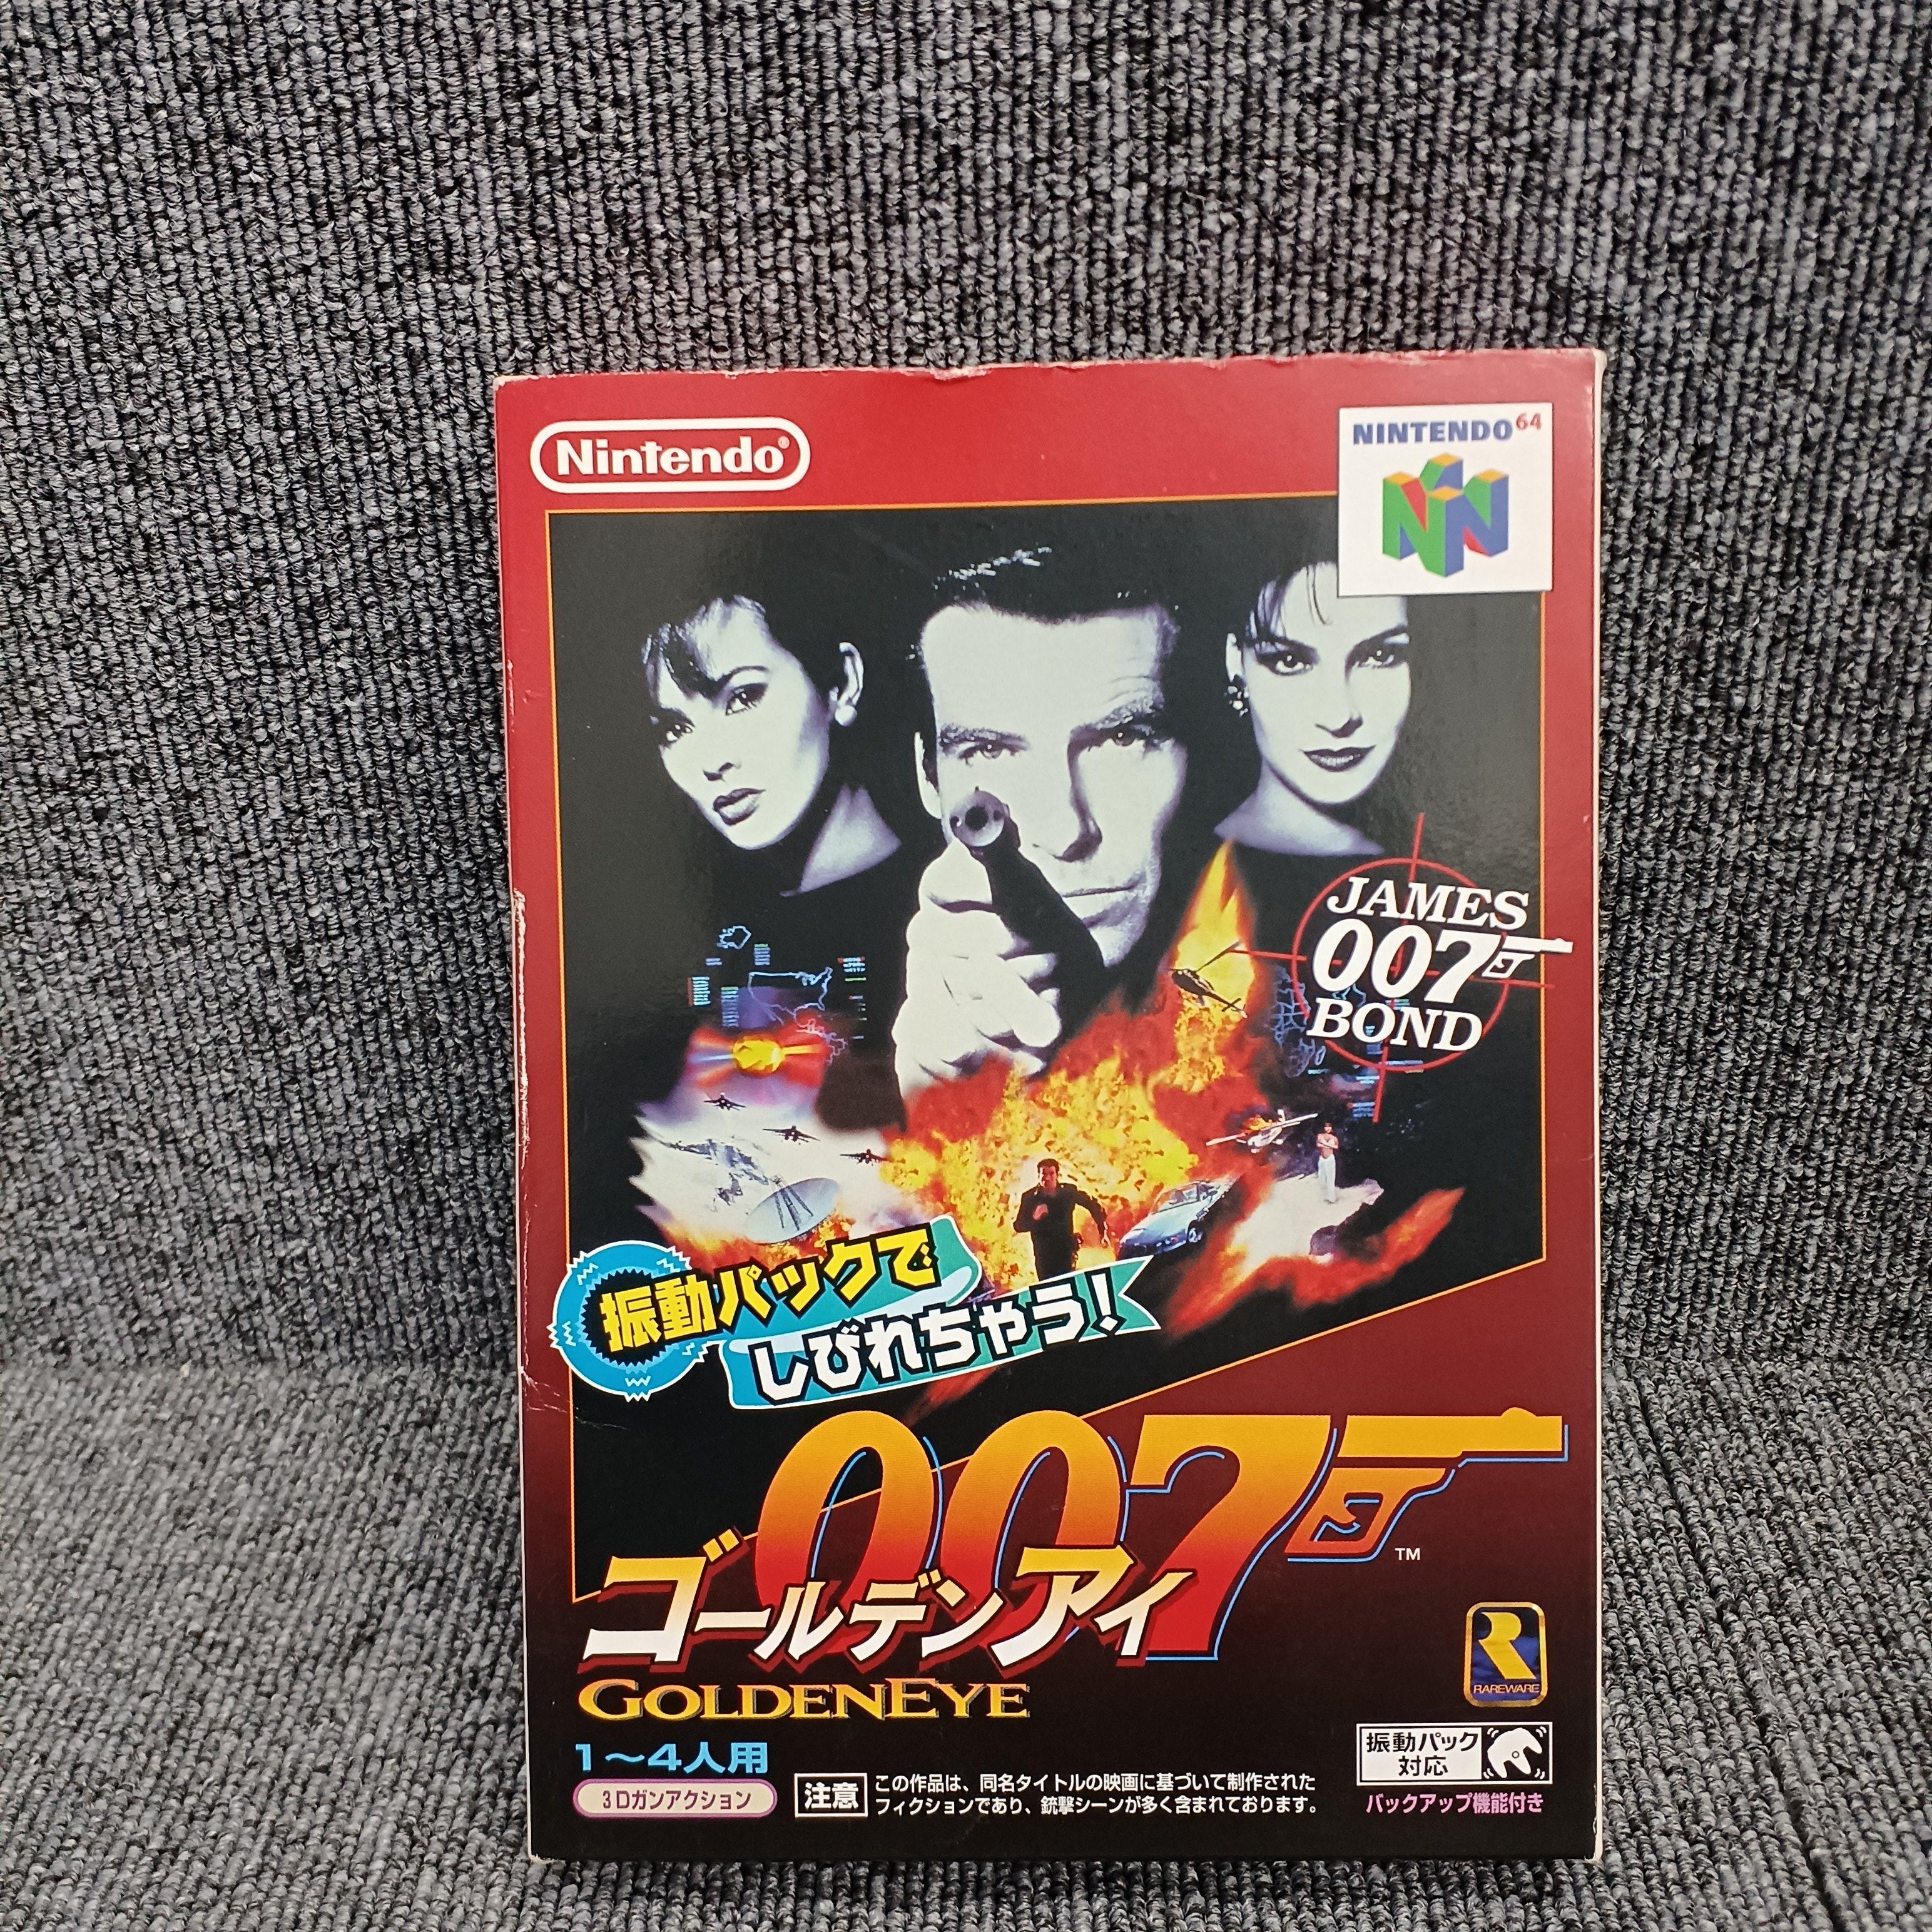 Nintendo®
NINTENDO64
JAMES
007
BOND
振動パックで
しびれちゃう!
007
TM
ゴールデンアイ
GOLDENEYE
RAREWARE
1〜4人用
3Dガンアクション
注意
この作品は、同名タイトルの映画に基づいて制作された
フィクションであり、銃撃シーンが多く含まれております。
振動パック
対応
バックアップ機能付き